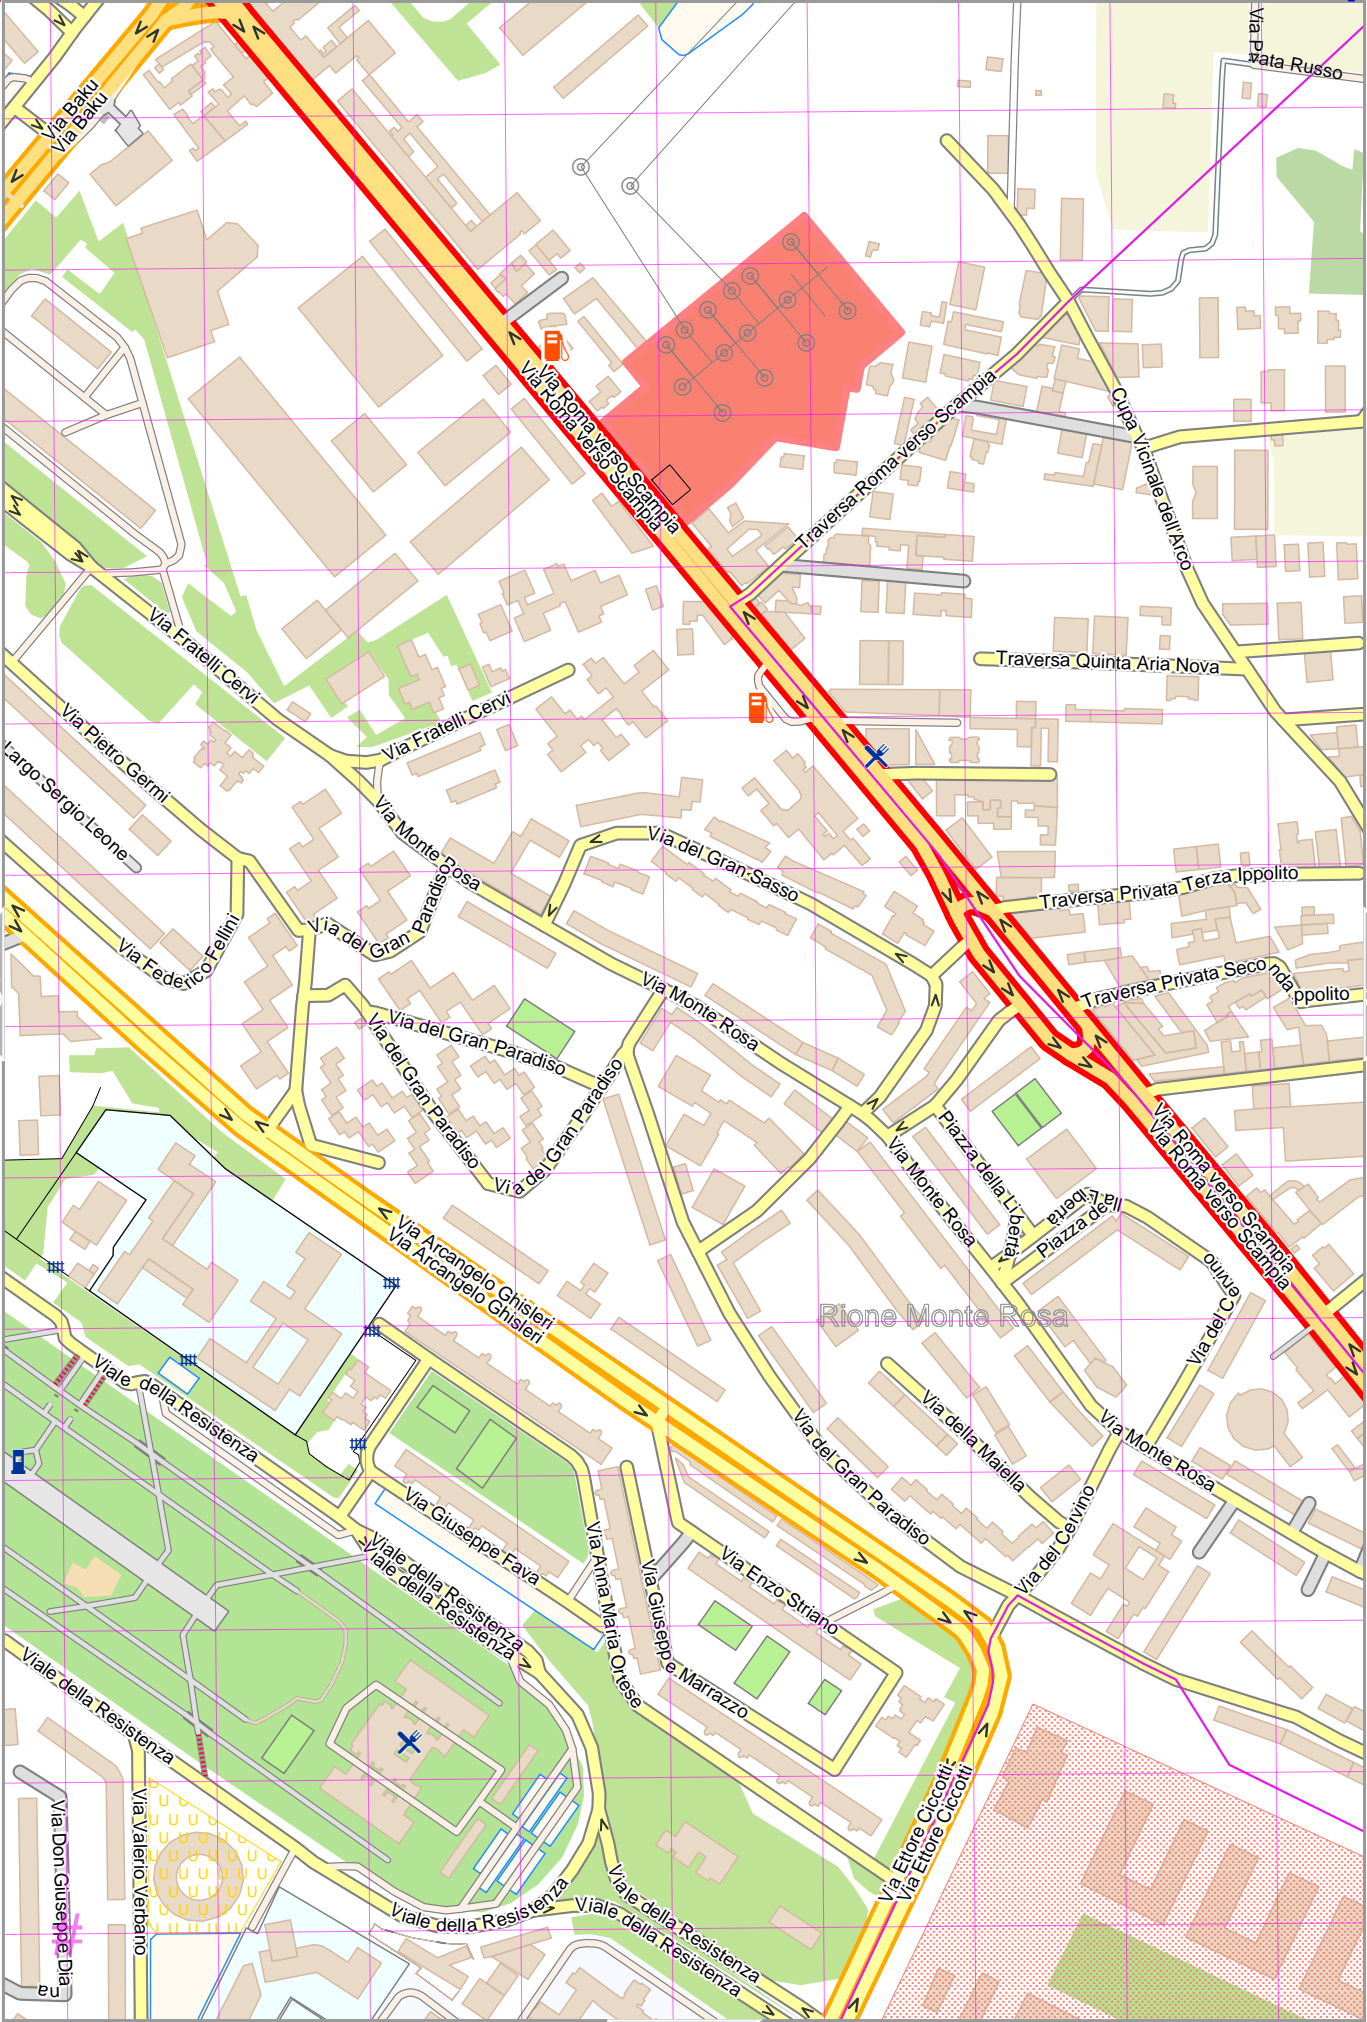 Via Baku
Via Baku
Via P
vata Russo
Via Roma verso Scampia
Via Roma verso Scampia
Traversa Roma verso Scampia
Cupa Vicinale dell'Arco
Traversa Quinta Aria Nova
Via Fratelli Cervi
Via Fratelli Cervi
Via Pietro Germi
Largo Sergio Leone
Via Monte Rosa
Via del Gran Sasso
Via del Gran Paradiso
Via Federico Fellini
Traversa Privata Terza Ippolito
Traversa Privata Seco
nda
ppolito
Via Monte Rosa
Via del Gran Paradiso
Via del Gran Paradiso
Via del Gran Paradiso
Via Roma verso Scampia
Via Roma verso Scampia
Piazza della Libertà
Via Monte Rosa
Piazza della Libertà
Via Arcangelo Ghisleri
Via Arcangelo Ghisleri
Rione Monte Rosa
Via del Cervino
Viale della Resistenza
Via della Maiella
Via Monte Rosa
Via del Gran Paradiso
Via del Cervino
Via Giuseppe Fava
Viale della Resistenza
Viale della Resistenza
Via Anna Maria Ortese
Via Giuseppe Marrazzo
Via Enzo Striano
Viale della Resistenza
Via Ettore Ciccotti
Via Ettore Ciccotti
Via Don Giuseppe Dia
na
Via Valerio Verbano
Viale della Resistenza
Viale della Resistenza
Viale della Resistenza